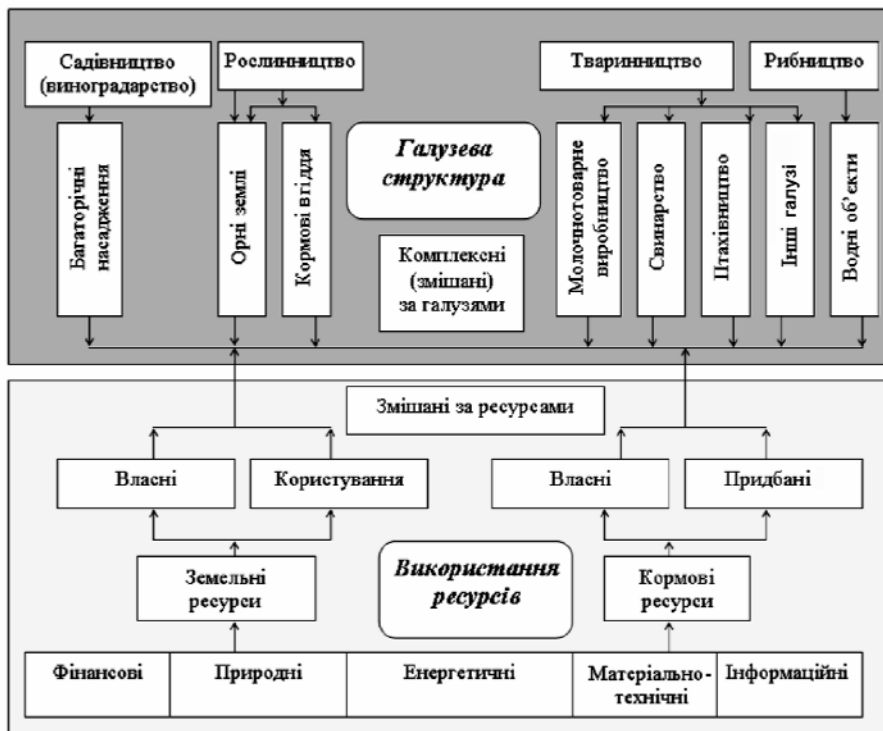 Садівництво
(виноградарство)
Рослинництво
Тваринництво
Рибництво
Багаторічні
насадження
Орні землі
Кормові вгіддя
Галузева
структура
Комплексні
(змішані)
за галузями
Молочнотоварне
виробництво
Свинарство
Птахівництво
Інші галузі
Водні об’єкти
Змішані за ресурсами
Власні
Користування
Власні
Придбані
Земельні
ресурси
Використання
ресурсів
Кормові
ресурси
Фінансові
Природні
Енергетичні
Матеріально-
технічні
Інформаційні